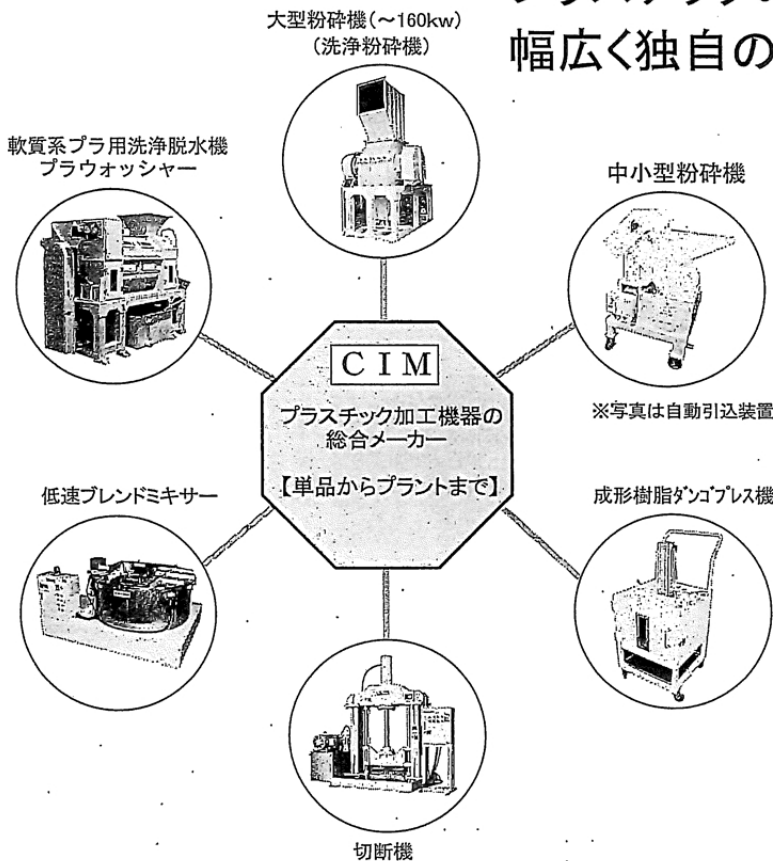 幅広く独自の
大型粉砕機(~160kw)
(洗浄粉砕機)
軟質系プラ用洗浄脱水機
プラウォッシャー
中小型粉砕機
※写真は自動引込装置
CIM
プラスチック加工機器の
総合メーカー
【単品からプラントまで】
低速ブレンドミキサー
成形樹脂ダンゴプレス機
切断機